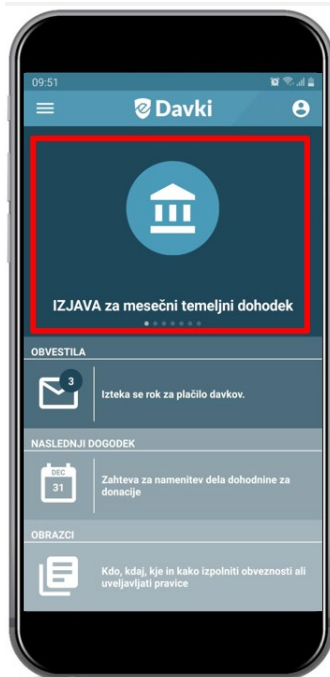 09:51
Davki
IZJAVA za mesečni temeljni dohodek
OBVESTILA
3
Izteka se rok za plačilo davkov.
NASLEDNJI DOGODEK
DEC
31
Zahteva za namenitev dela dohodnine za
donacije
OBRAZCI
Kdo, kdaj, kje in kako izpolniti obveznosti ali
uveljavljati pravice